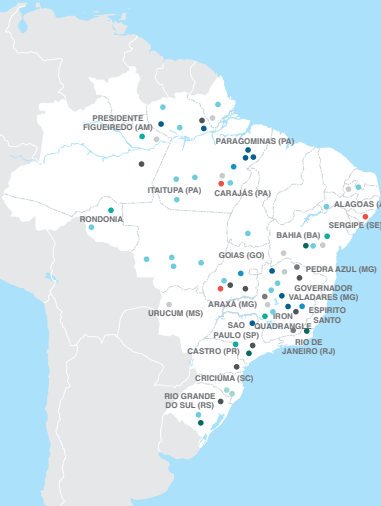 PRESIDENTE
FIGUEIREDO (AM)
PARAGOMINAS (PA)
ITAITUPA (PA)
CARAJÁS (PA)
ALAGOAS (A
RONDONIA
SERGIPE (SE)
BAHIA (BA)
GOIÁS (GO)
PEDRA AZUL (MG)
GOVERNADOR
VALADARES (MG)
ARAXÁ (MG)
URUCUM (MS)
ESPIRITO
SANTO
IRON
QUADRANGLE
SAO
PAULO (SP)
RIO DE
JANEIRO (RJ)
CASTRO (PR)
CRICIÚMA (SC)
RIO GRANDE
DO SUL (RS)